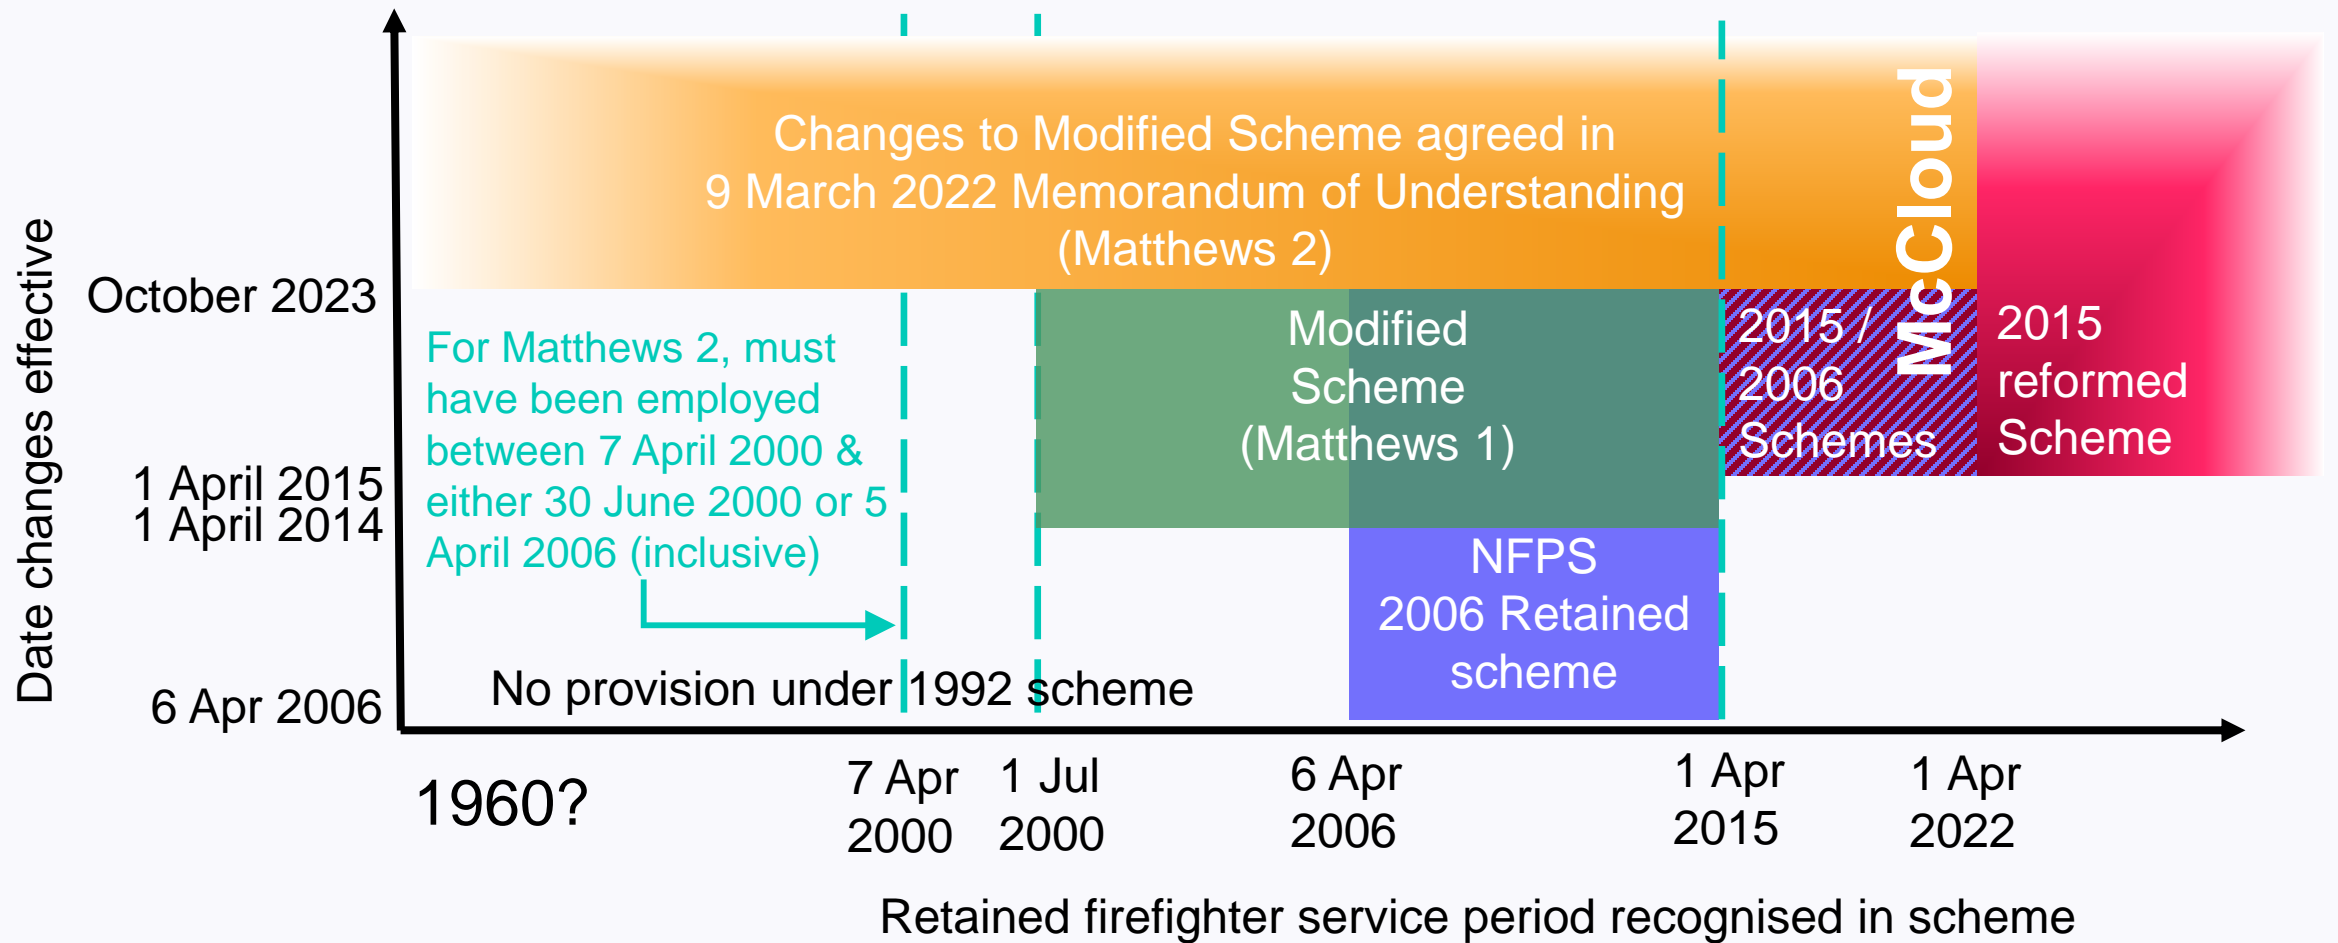 Date changes effective
October 2023
1 April 2015
1 April 2014
6 Apr 2006
Changes to Modified Scheme agreed in
9 March 2022 Memorandum of Understanding
(Matthews 2)
McCloud
For Matthews 2, must
have been employed
between 7 April 2000 &
either 30 June 2000 or 5
April 2006 (inclusive)
Modified
Scheme
(Matthews 1)
2015 /
2006
Schemes
2015
reformed
Scheme
NFPS
2006 Retained
scheme
No provision under 1992 scheme
1960?
7 Apr
2000
1 Jul
2000
6 Apr
2006
1 Apr
2015
1 Apr
2022
Retained firefighter service period recognised in scheme